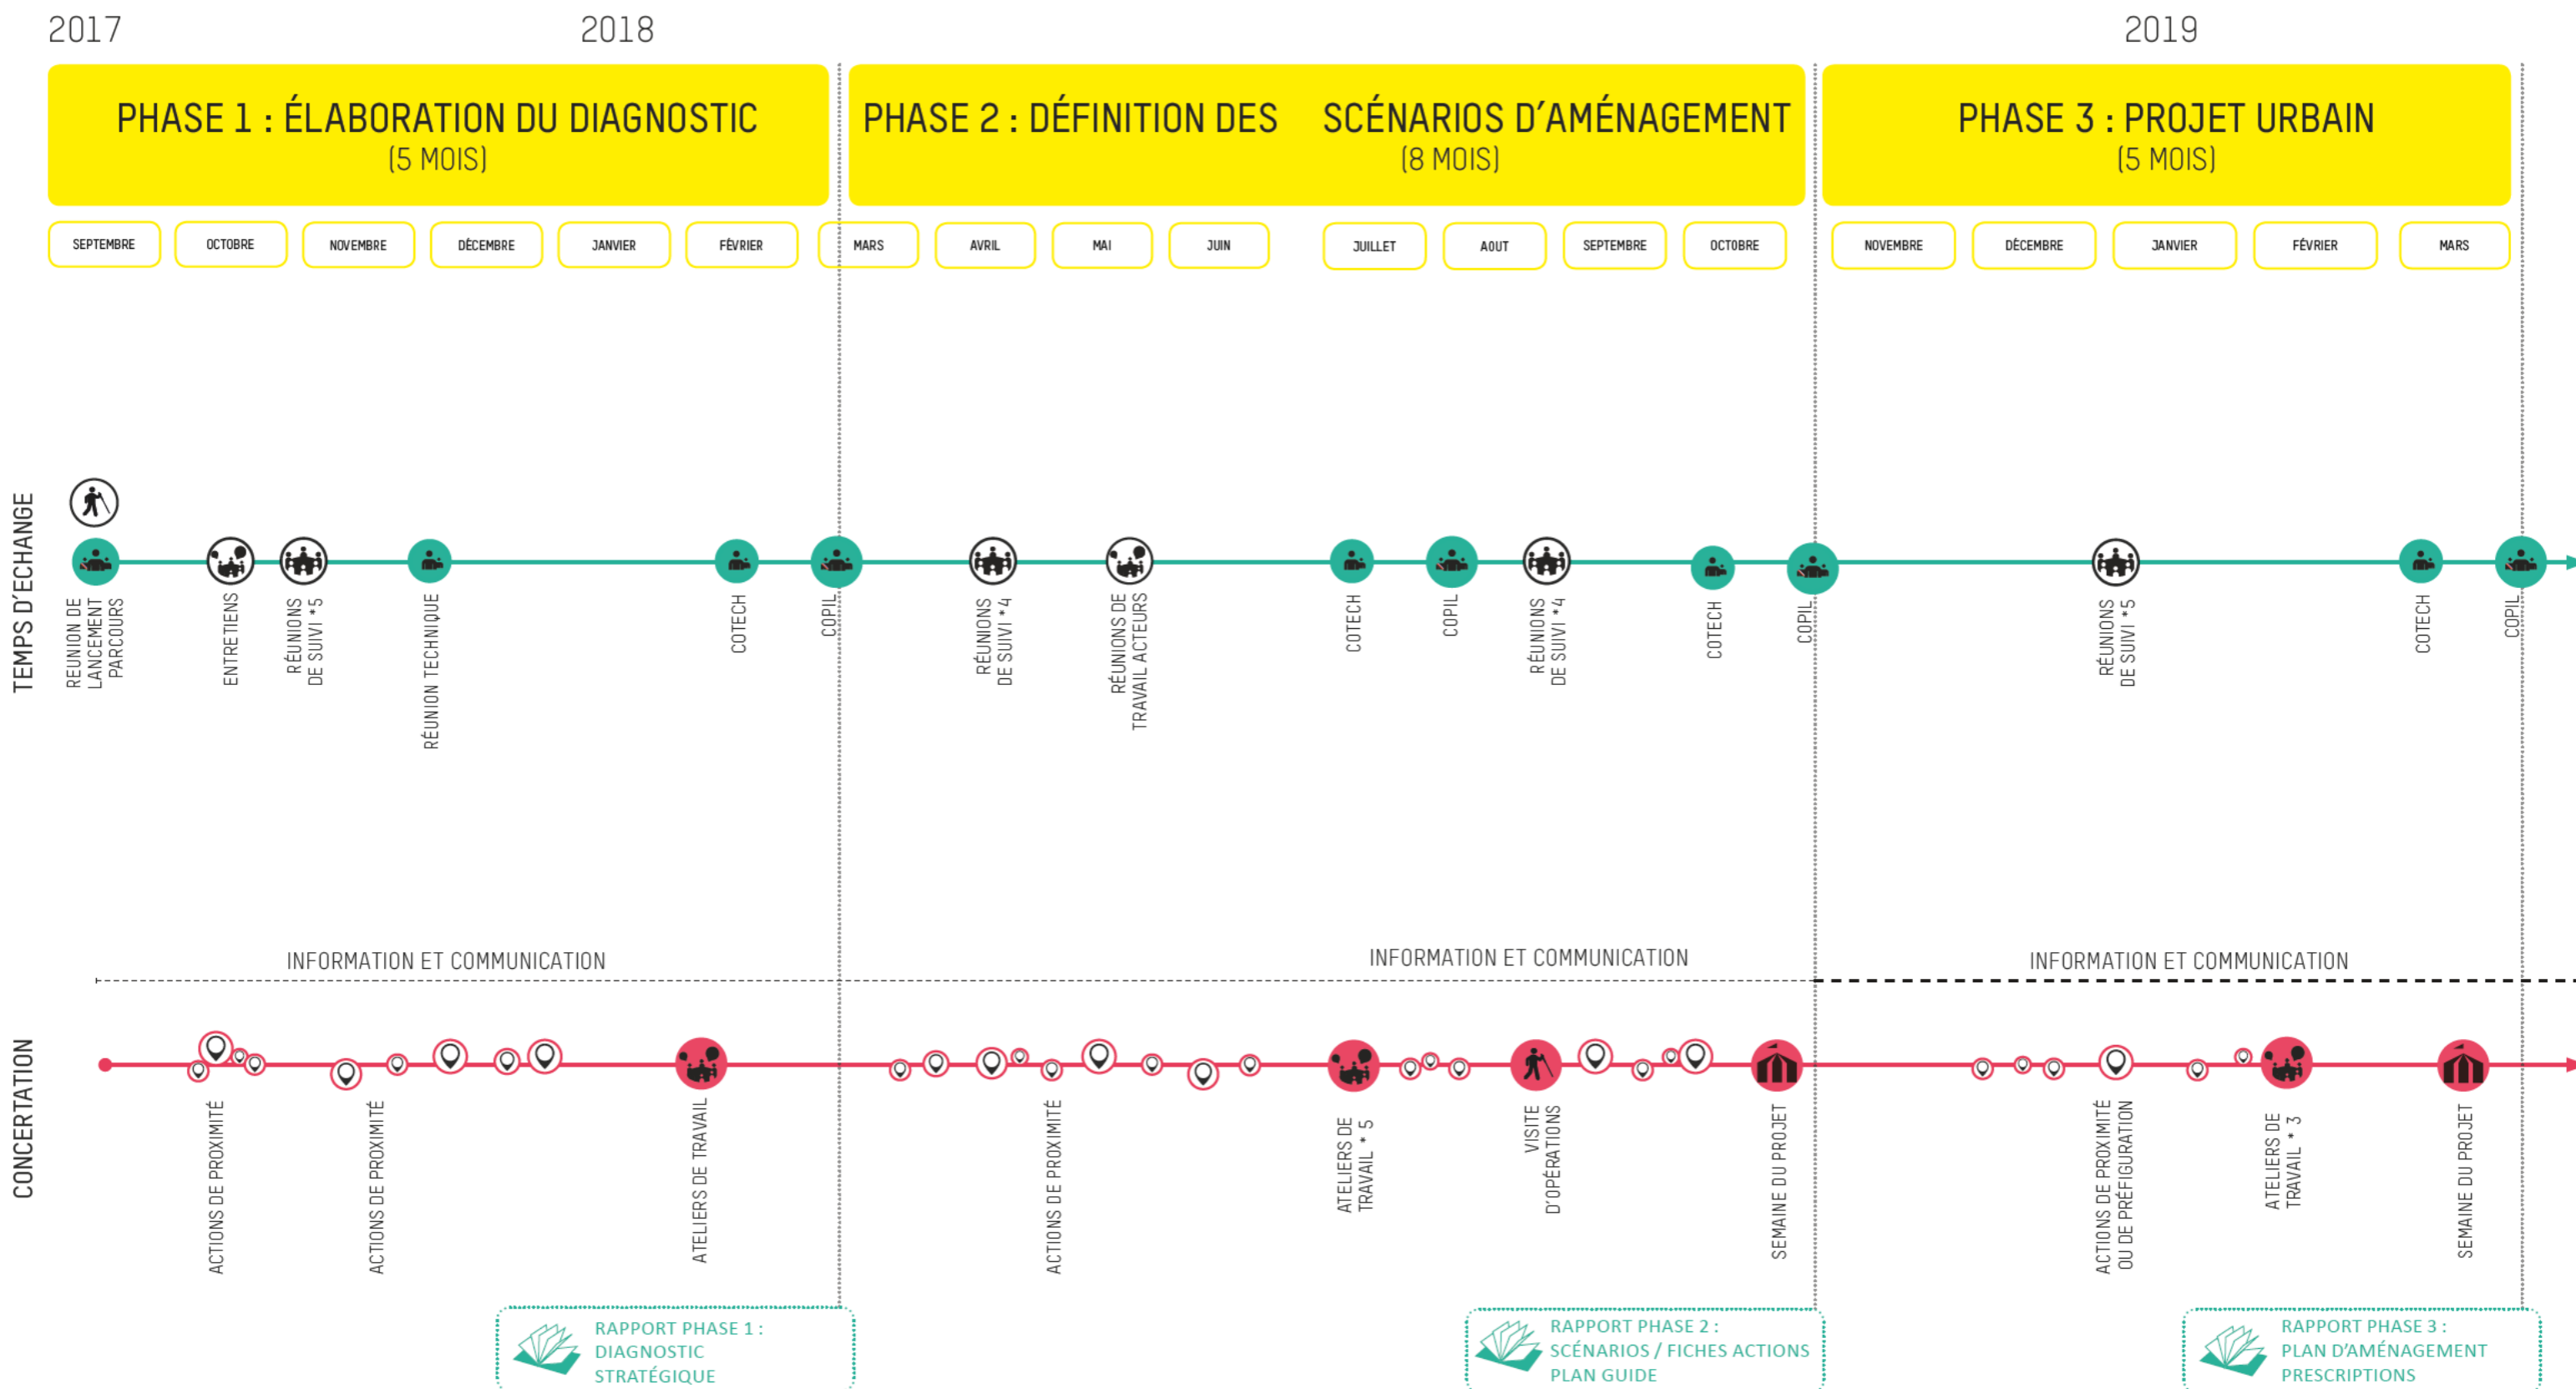 2017
2018
2019
PHASE 1 : ÉLABORATION DU DIAGNOSTIC
(5 MOIS)
PHASE 2 : DÉFINITION DES SCÉNARIOS D'AMÉNAGEMENT
(8 MOIS)
PHASE 3 : PROJET URBAIN
(5 MOIS)
SEPTEMBRE
OCTOBRE
NOVEMBRE
DÉCEMBRE
JANVIER
FÉVRIER
MARS
AVRIL
MAI
JUIN
JUILLET
AOUT
SEPTEMBRE
OCTOBRE
NOVEMBRE
DÉCEMBRE
JANVIER
FÉVRIER
MARS
TEMPS D'ECHANGE
REUNION DE
LANCEMENT
PARCOURS
ENTRETIENS
RÉUNIONS
DE SUIVI *5
RÉUNION TECHNIQUE
COTECH
COPIL
RÉUNIONS
DE SUIVI *4
RÉUNIONS DE
TRAVAIL ACTEURS
COTECH
COPIL
RÉUNIONS
DE SUIVI *4
COTECH
COPIL
RÉUNIONS
DE SUIVI *5
COTECH
COPIL
INFORMATION ET COMMUNICATION
INFORMATION ET COMMUNICATION
INFORMATION ET COMMUNICATION
CONCERTATION
ACTIONS DE PROXIMITÉ
ACTIONS DE PROXIMITÉ
ATELIERS DE TRAVAIL
ACTIONS DE PROXIMITÉ
ATELIERS DE
TRAVAIL * 5
VISITE
D'OPÉRATIONS
SEMAINE DU PROJET
ACTIONS DE PROXIMITÉ
OU DE PRÉFIGURATION
ATELIERS DE
TRAVAIL * 3
SEMAINE DU PROJET
RAPPORT PHASE 1 :
DIAGNOSTIC
STRATÉGIQUE
RAPPORT PHASE 2 :
SCÉNARIOS / FICHES ACTIONS
PLAN GUIDE
RAPPORT PHASE 3 :
PLAN D'AMÉNAGEMENT
PRESCRIPTIONS